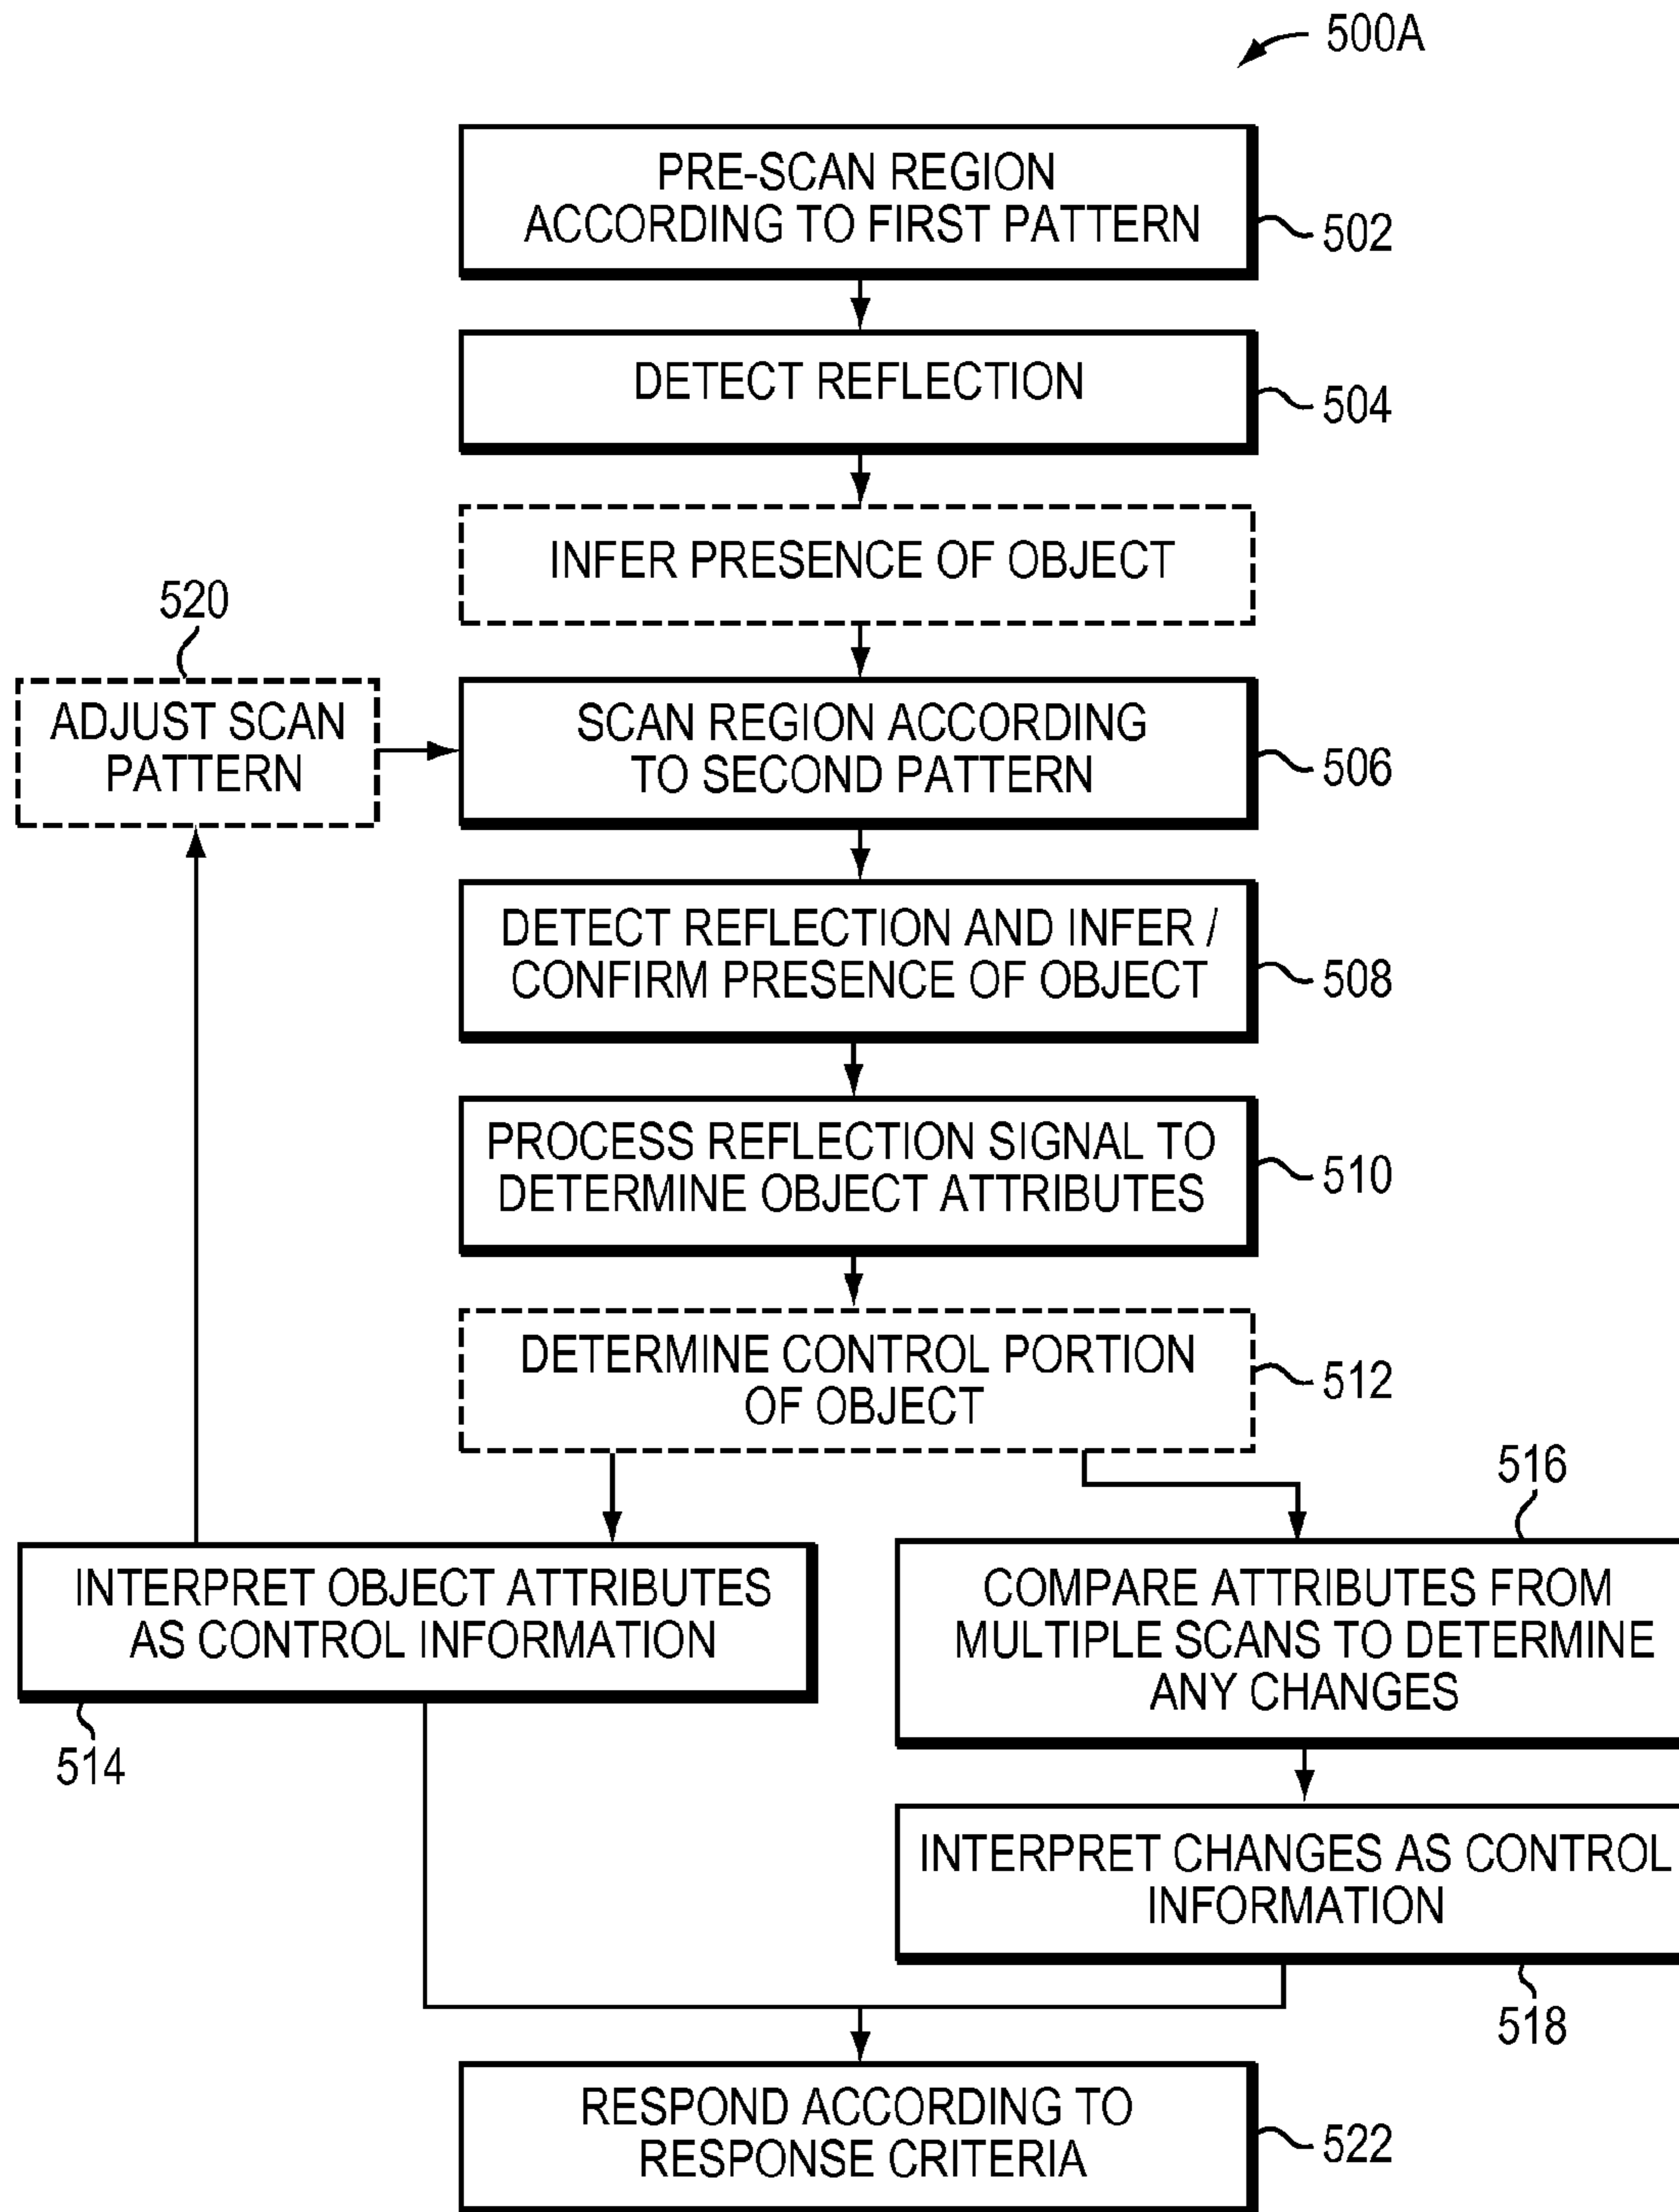 500A
PRE-SCAN REGION
ACCORDING TO FIRST PATTERN
502
DETECT REFLECTION
504
INFER PRESENCE OF OBJECT
520
ADJUST SCAN
PATTERN
SCAN REGION ACCORDING
TO SECOND PATTERN
506
DETECT REFLECTION AND INFER /
CONFIRM PRESENCE OF OBJECT
508
PROCESS REFLECTION SIGNAL TO
DETERMINE OBJECT ATTRIBUTES
510
DETERMINE CONTROL PORTION
OF OBJECT
512
INTERPRET OBJECT ATTRIBUTES
AS CONTROL INFORMATION
514
516
COMPARE ATTRIBUTES FROM
MULTIPLE SCANS TO DETERMINE
ANY CHANGES
INTERPRET CHANGES AS CONTROL
INFORMATION
518
RESPOND ACCORDING TO
RESPONSE CRITERIA
522